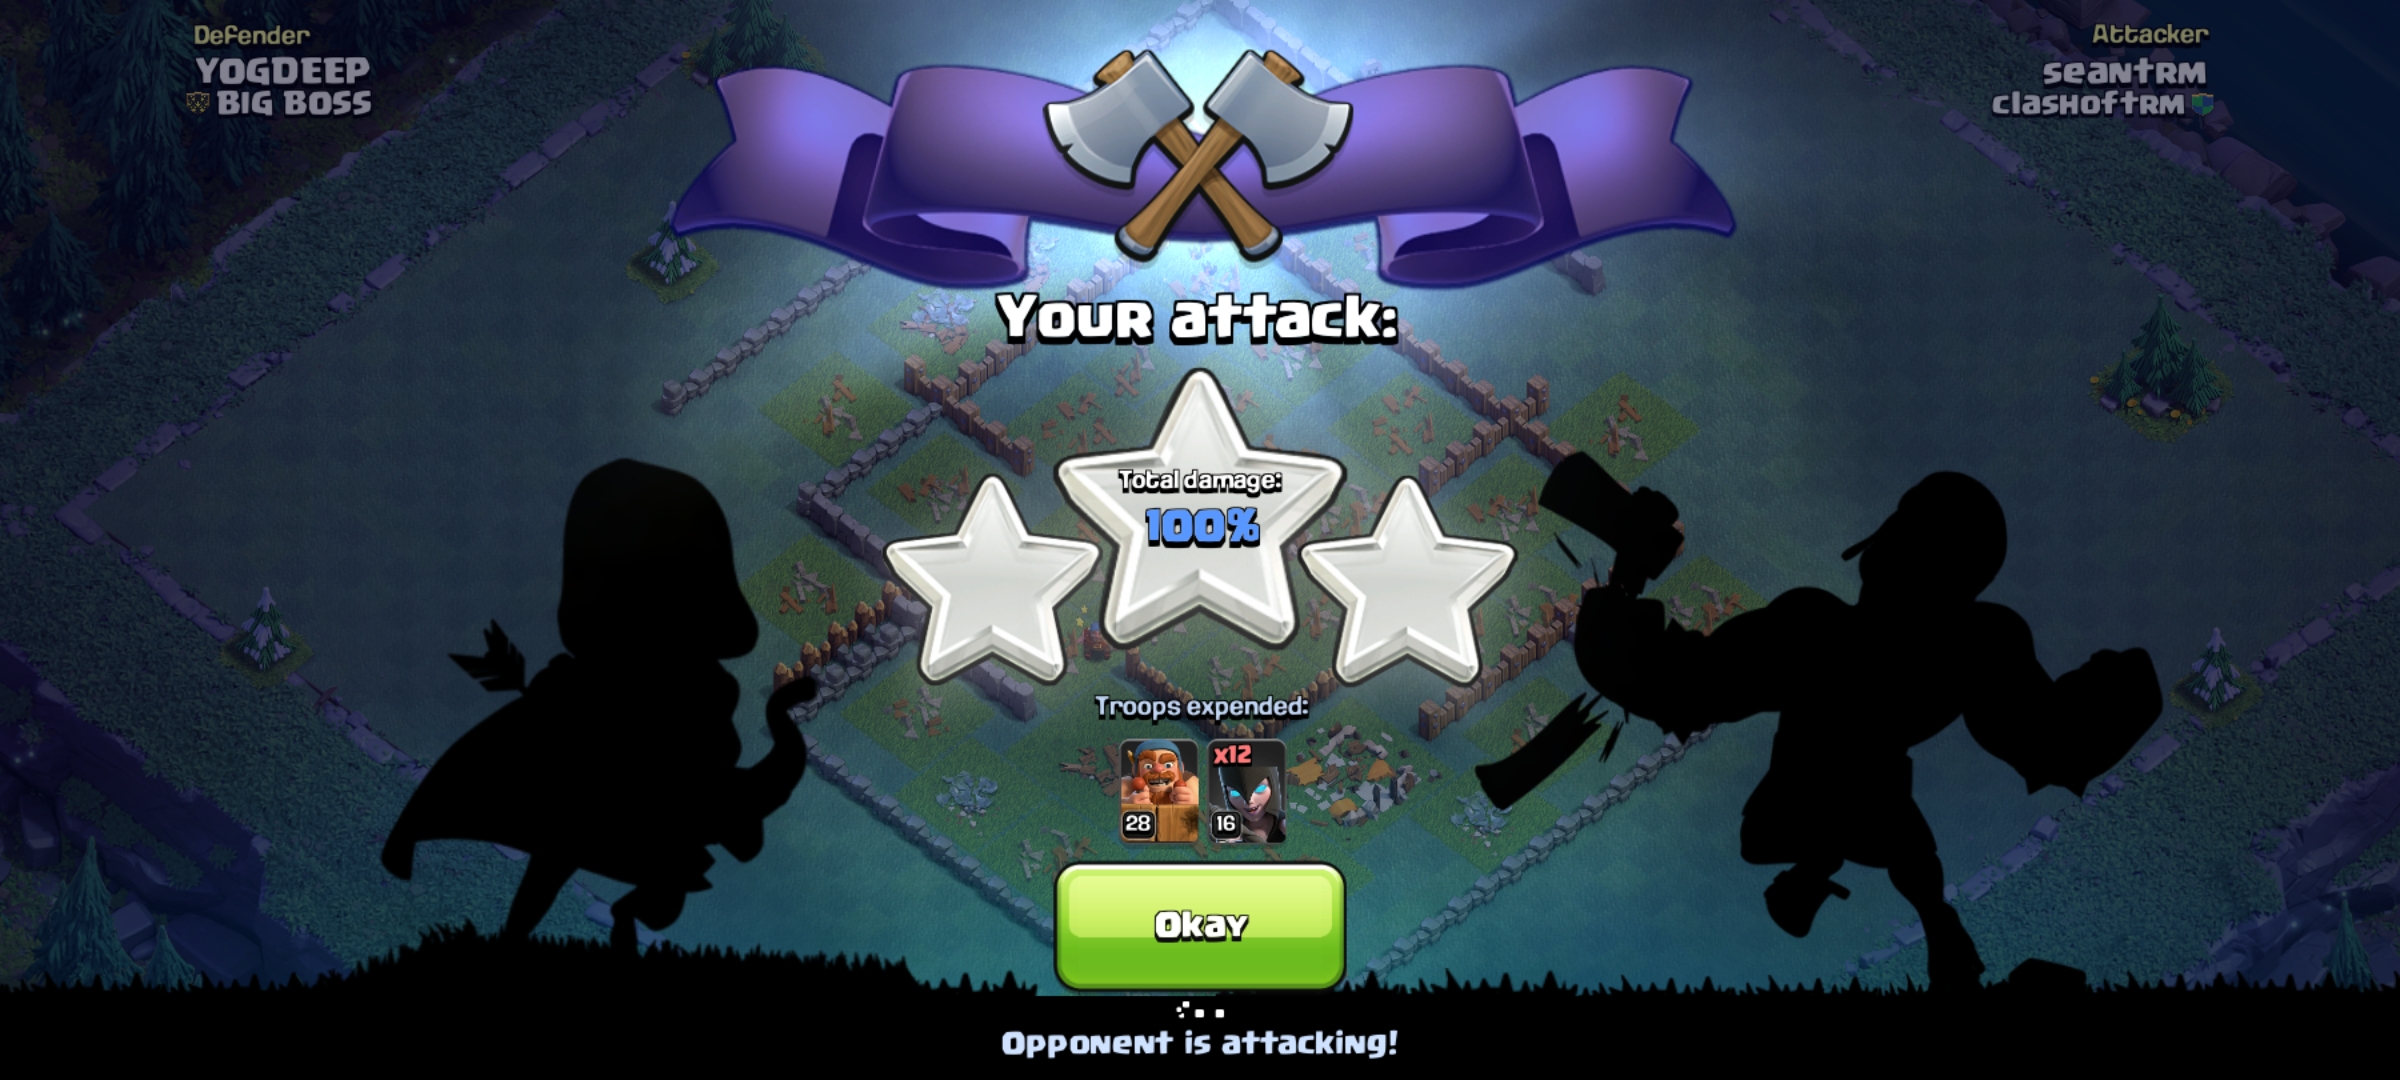 Defender
YOGDEEP
BIG BOSS
Attacker
seantRM
clashoftRM
Your attack:
Total damage:
100%
Troops expended:
x12
28
16
Okay
Opponent is attacking!